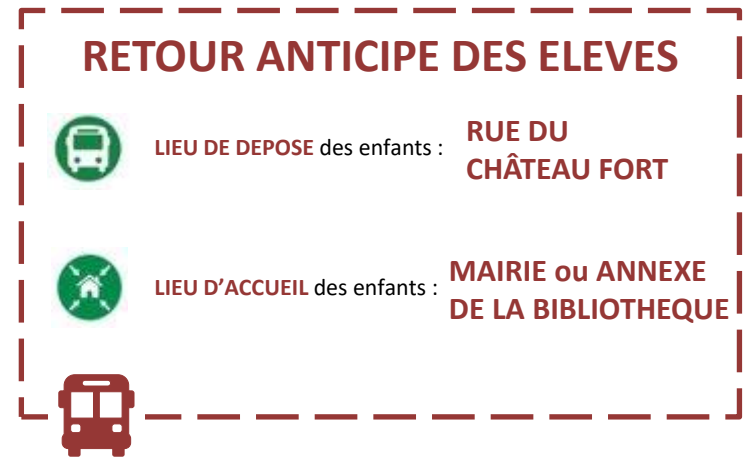 RETOUR ANTICIPE DES ELEVES
LIEU DE DEPOSE des enfants :
RUE DU
CHÂTEAU FORT
LIEU D'ACCUEIL des enfants :
MAIRIE ou ANNEXE
DE LA BIBLIOTHEQUE